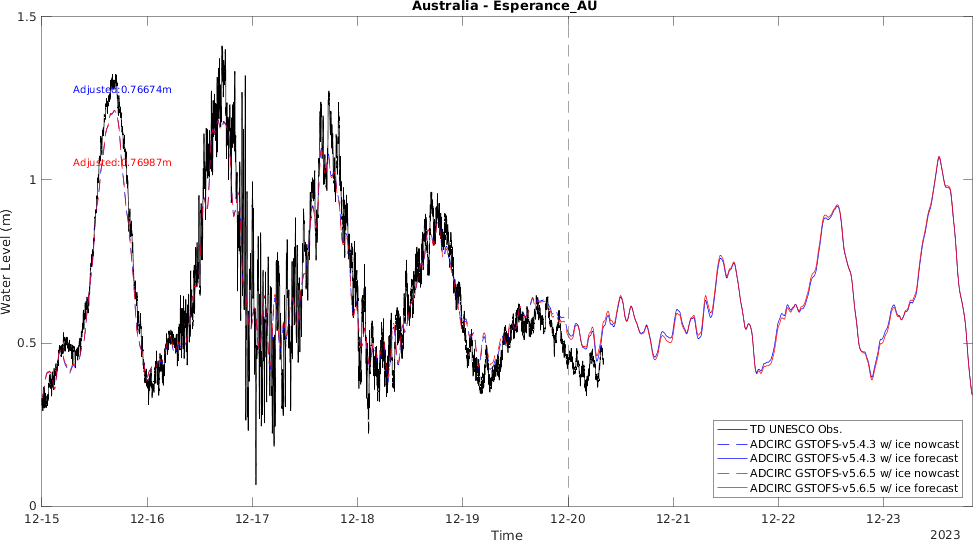 Australia - Esperance_AU
1.5
1
0.5
0
Water Level (m)
Adjusted:0.76674m
Adjusted:0.76987m
12-15
12-16
12-17
12-18
12-19
12-20
12-21
12-22
12-23
Time
2023
TD UNESCO Obs.
ADCIRC GSTOFS-v5.4.3 w/ ice nowcast
ADCIRC GSTOFS-v5.4.3 w/ ice forecast
ADCIRC GSTOFS-v5.6.5 w/ ice nowcast
ADCIRC GSTOFS-v5.6.5 w/ ice forecast